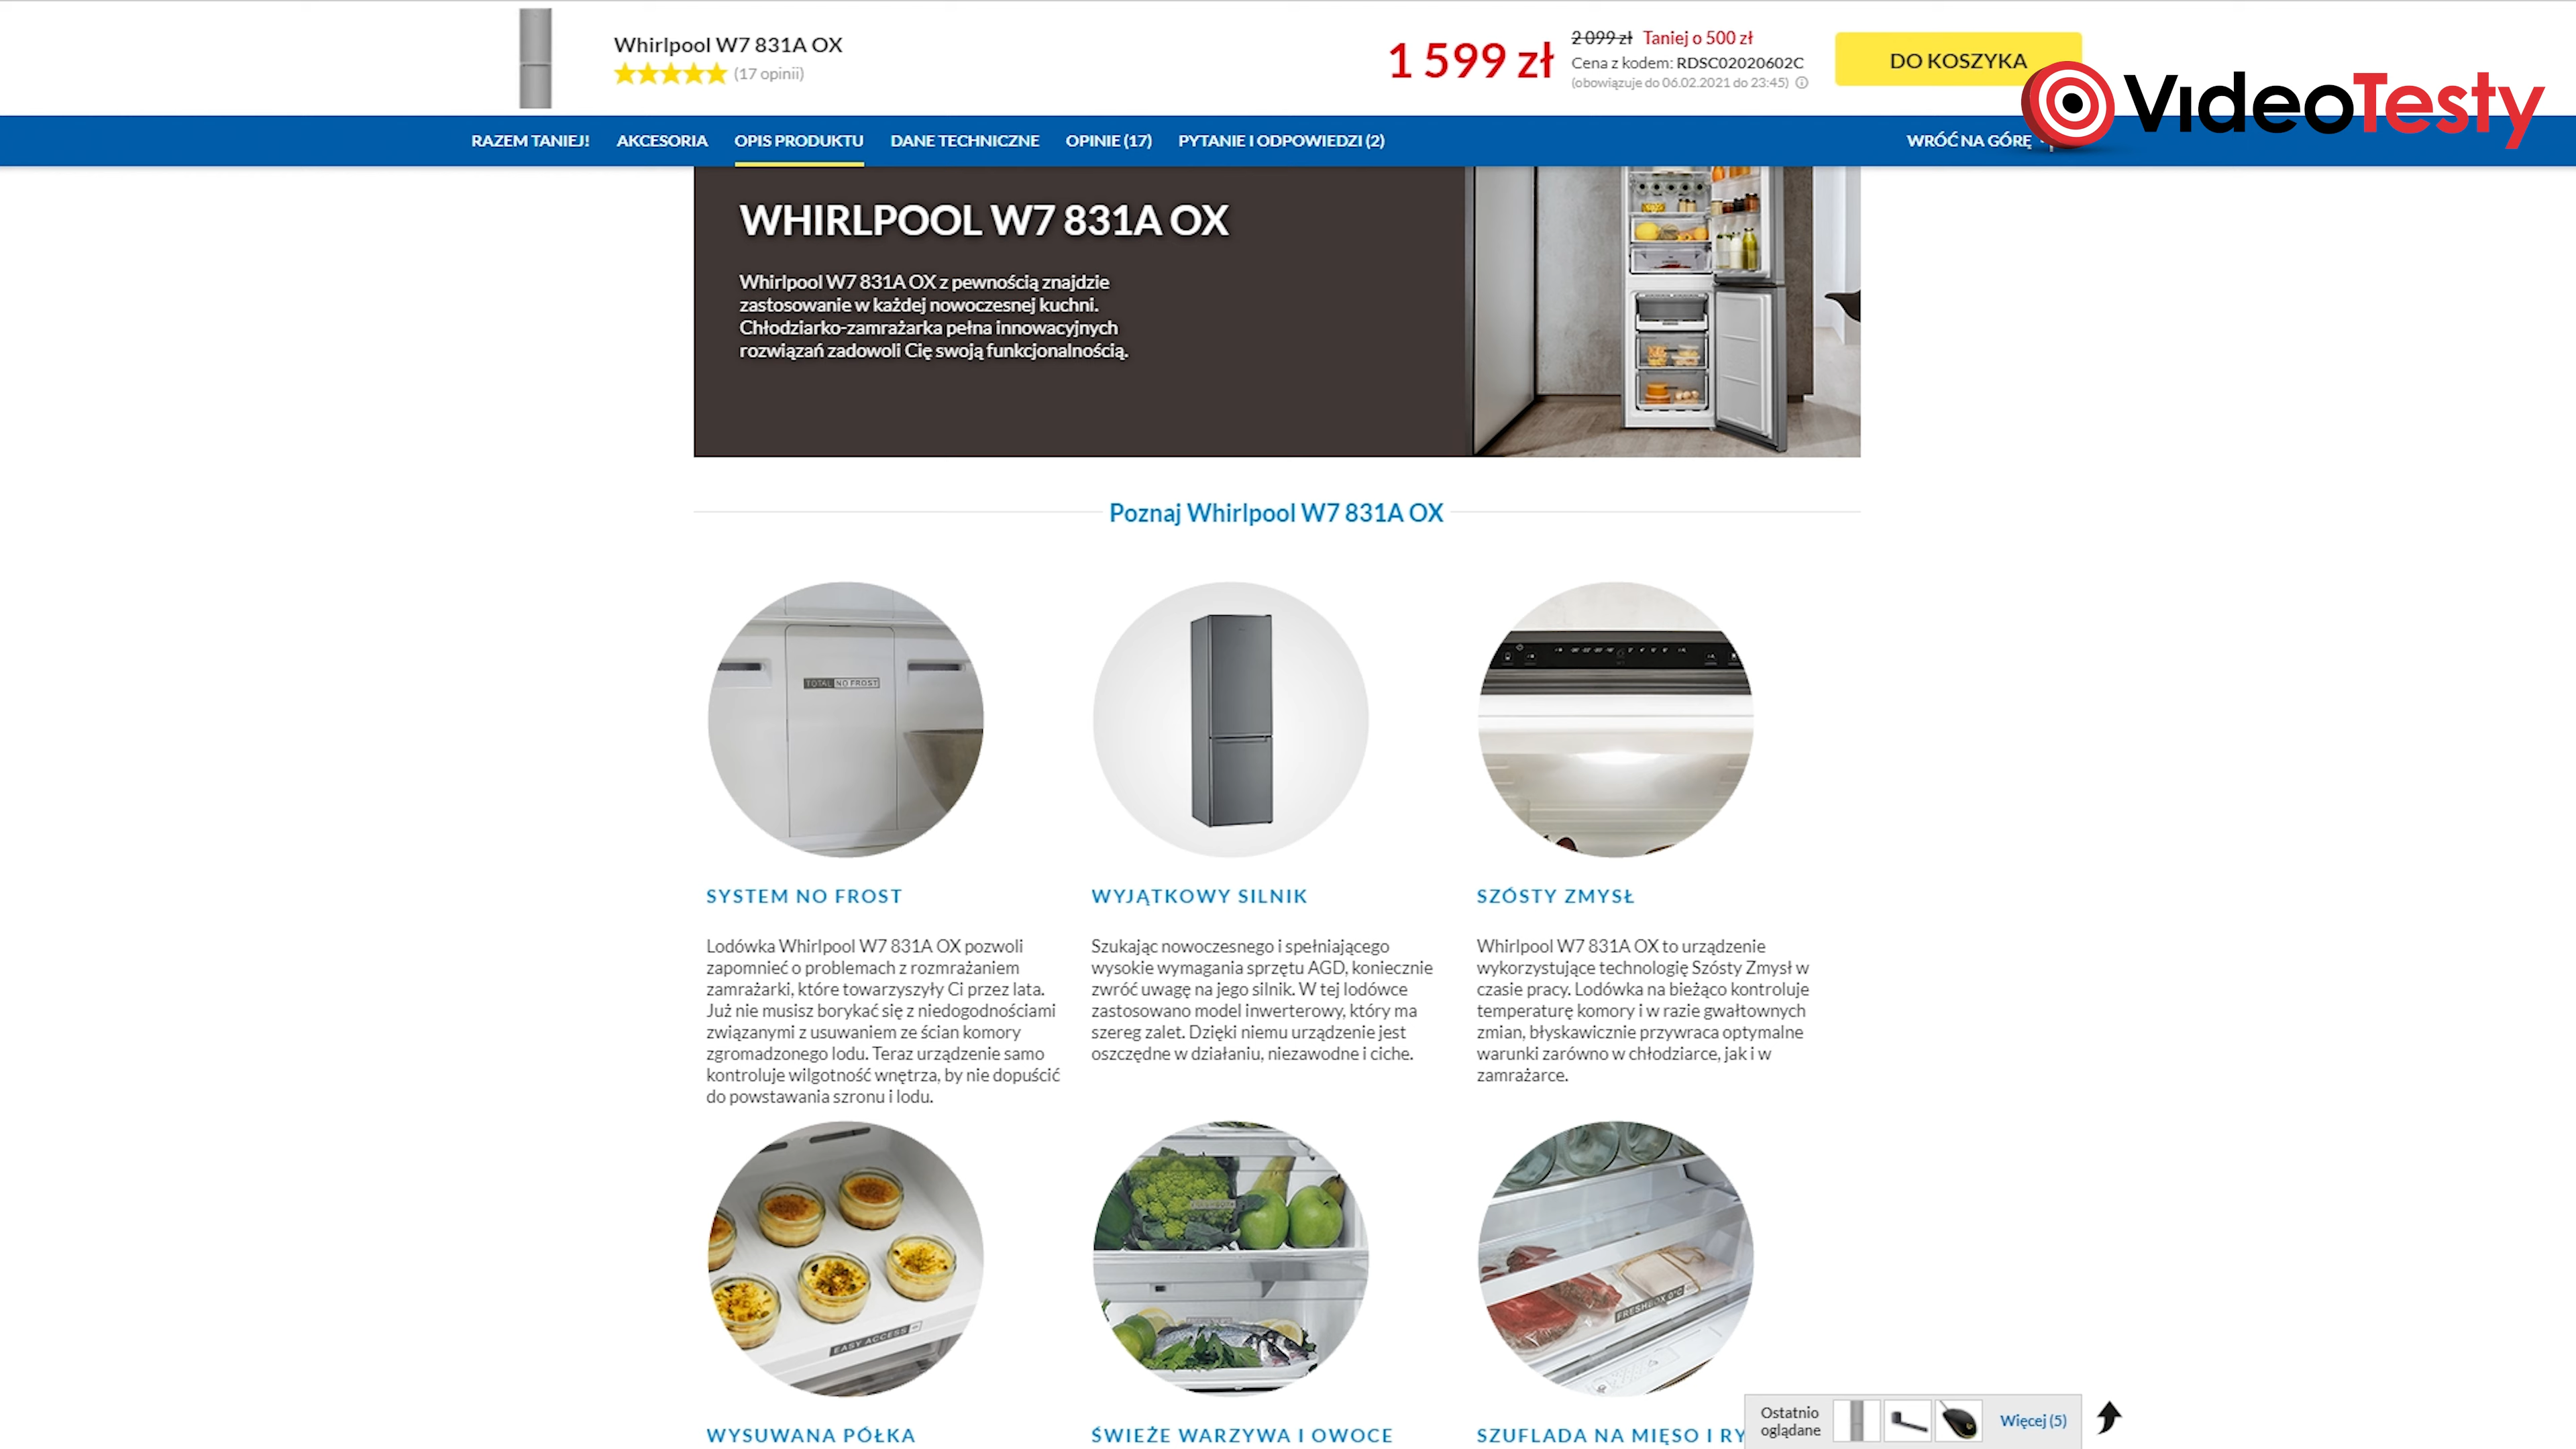 Whirlpool W7 831A OX
(17 opinii)
1 599 zł
2 099 zł Taniej o 500 zł
Cena z kodem: RDSC02020602C
(obowiązuje do 06.02.2021 do 23:45)
DO KOSZYKA
VideoTesty
RAZEM TANIEJ! AKCESORIA OPIS PRODUKTU DANE TECHNICZNE OPINIE (17) PYTANIE I ODPOWIEDZI (2) WRÓĆ NA GÓRĘ
WHIRLPOOL W7 831A OX
Whirlpool W7 831A OX z pewnością znajdzie
zastosowanie w każdej nowoczesnej kuchni.
Chłodziarko-zamrażarka pełna innowacyjnych
rozwiązań zadowoli Cię swoją funkcjonalnością.
Poznaj Whirlpool W7 831A OX
TOTAL NO FROST
SYSTEM NO FROST
Lodówka Whirlpool W7 831A OX pozwoli
zapomnieć o problemach z rozmrażaniem
zamrażarki, które towarzyszyły Ci przez lata.
Już nie musisz borykać się z niedogodnościami
związanymi z usuwaniem ze ścian komory
zgromadzonego lodu. Teraz urządzenie samo
kontroluje wilgotność wnętrza, by nie dopuścić
do powstawania szronu i lodu.
WYJĄTKOWY SILNIK
Szukając nowoczesnego i spełniającego
wysokie wymagania sprzętu AGD, koniecznie
zwróć uwagę na jego silnik. W tej lodówce
zastosowano model inwerterowy, który ma
szereg zalet. Dzięki niemu urządzenie jest
oszczędne w działaniu, niezawodne i ciche.
SZÓSTY ZMYSŁ
Whirlpool W7 831A OX to urządzenie
wykorzystujące technologię Szósty Zmysł w
czasie pracy. Lodówka na bieżąco kontroluje
temperaturę komory i w razie gwałtownych
zmian, błyskawicznie przywraca optymalne
warunki zarówno w chłodziarce, jak i w
zamrażarce.
EASY ACCESS
FRESHBOX 0°C
WYSUWANA PÓŁKA
ŚWIEŻE WARZYWA I OWOCE
SZUFLADA NA MIĘSO I RY
Ostatnio
oglądane
Więcej (5)